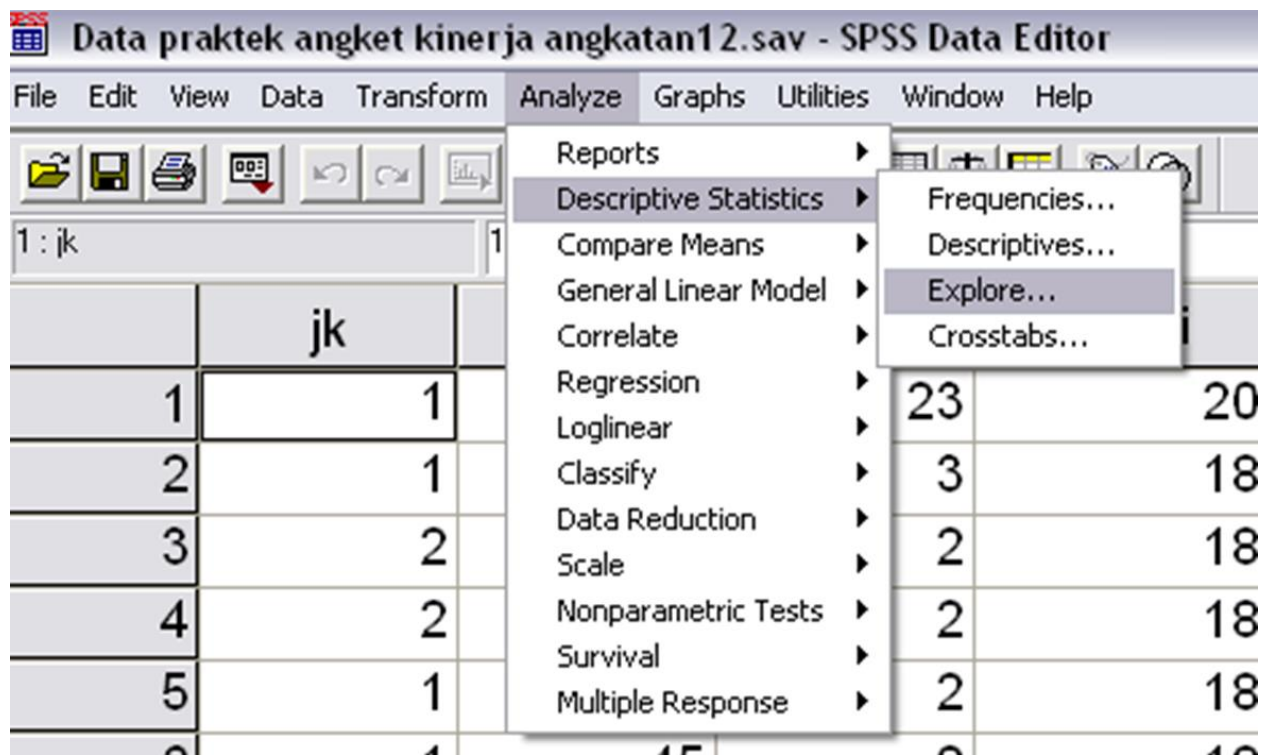 SPSS
Data praktek angket kinerja angkatan12.sav - SPSS Data Editor
File Edit View Data Transform Analyze Graphs Utilities Window Help
Reports
Descriptive Statistics
Compare Means
General Linear Model
Correlate
Regression
Loglinear
Classify
Data Reduction
Scale
Nonparametric Tests
Survival
Multiple Response
Frequencies...
Descriptives...
Explore...
Crosstabs...
1 : jk 1
jk
1 1 23 20
2 1 3 18
3 2 2 18
4 2 2 18
5 1 2 18